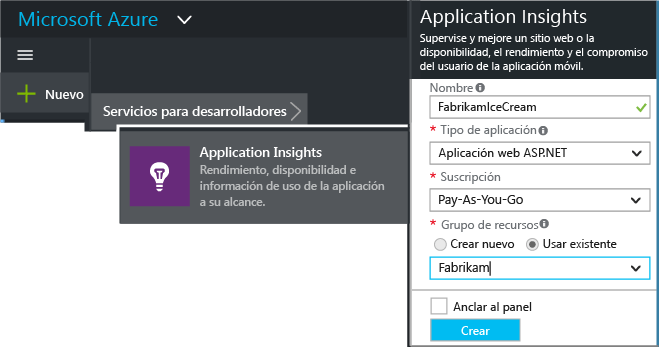 Microsoft Azure
Nuevo
Servicios para desarrolladores
Application Insights
Rendimiento, disponibilidad e
información de uso de la aplicación
a su alcance.
Application Insights
Supervise y mejore un sitio web o la
disponibilidad, el rendimiento y el compromiso
del usuario de la aplicación móvil.
Nombre
FabrikamIceCream
* Tipo de aplicación
Aplicación web ASP.NET
* Suscripción
Pay-As-You-Go
* Grupo de recursos
Crear nuevo Usar existente
Fabrikam
Anclar al panel
Crear